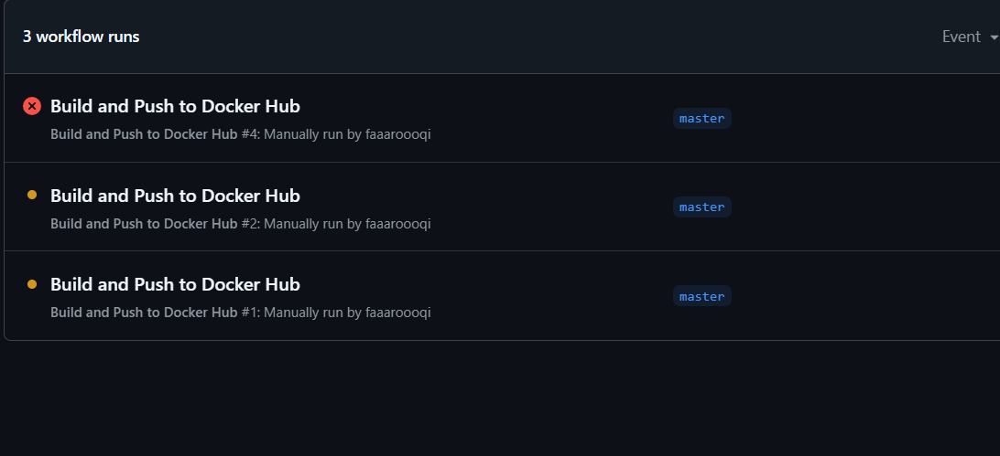 3 workflow runs
Event
Build and Push to Docker Hub
master
Build and Push to Docker Hub #4: Manually run by faaaroooqi
Build and Push to Docker Hub
master
Build and Push to Docker Hub #2: Manually run by faaaroooqi
Build and Push to Docker Hub
master
Build and Push to Docker Hub #1: Manually run by faaaroooqi